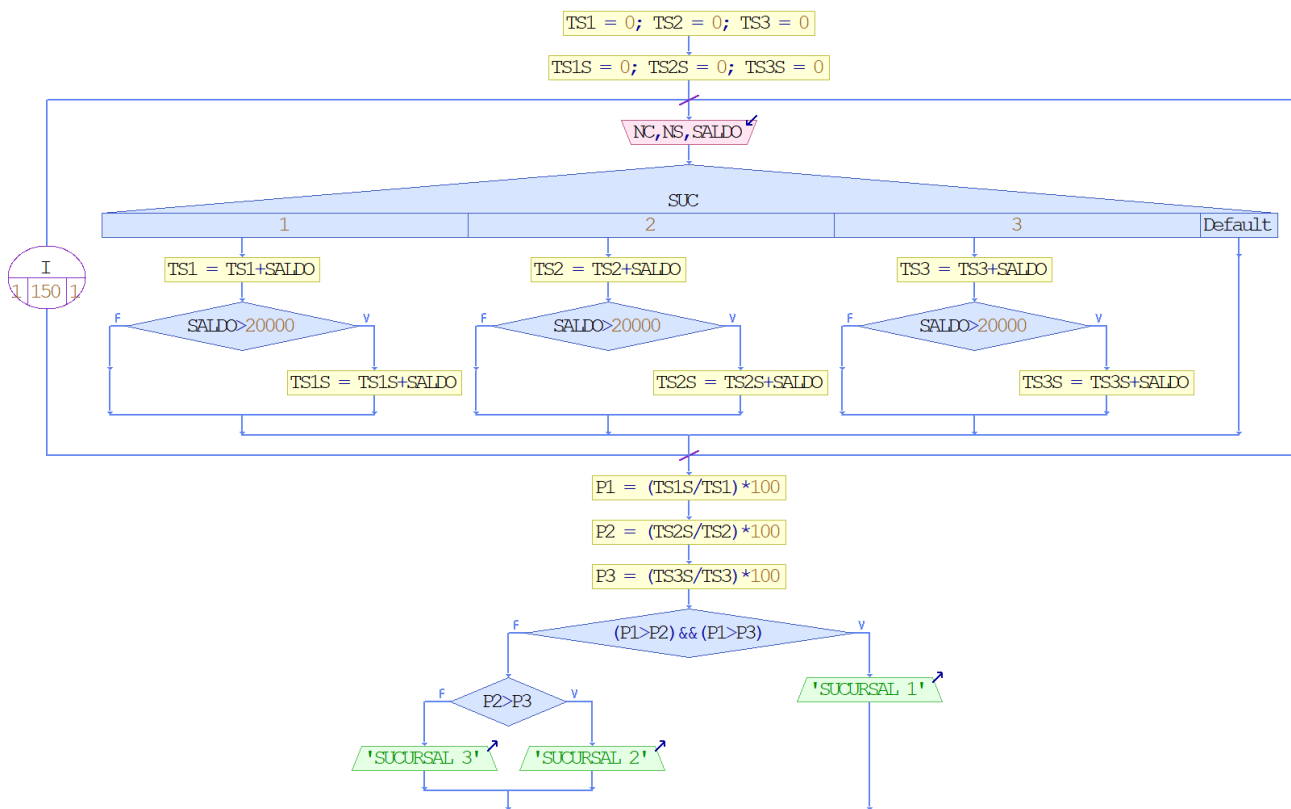 TS1 = 0; TS2 = 0; TS3 = 0
TS1S = 0; TS2S = 0; TS3S = 0
NC,NS,SALDO
SUC
1 2 3 Default
I
1 150 1
TS1 = TS1+SALDO TS2 = TS2+SALDO TS3 = TS3+SALDO
F SALDO>20000 V F SALDO>20000 V F SALDO>20000 V
TS1S = TS1S+SALDO TS2S = TS2S+SALDO TS3S = TS3S+SALDO
P1 = (TS1S/TS1)*100
P2 = (TS2S/TS2)*100
P3 = (TS3S/TS3)*100
F (P1>P2)&&(P1>P3) V
'SUCURSAL 1'
F P2>P3 V
'SUCURSAL 3' 'SUCURSAL 2'